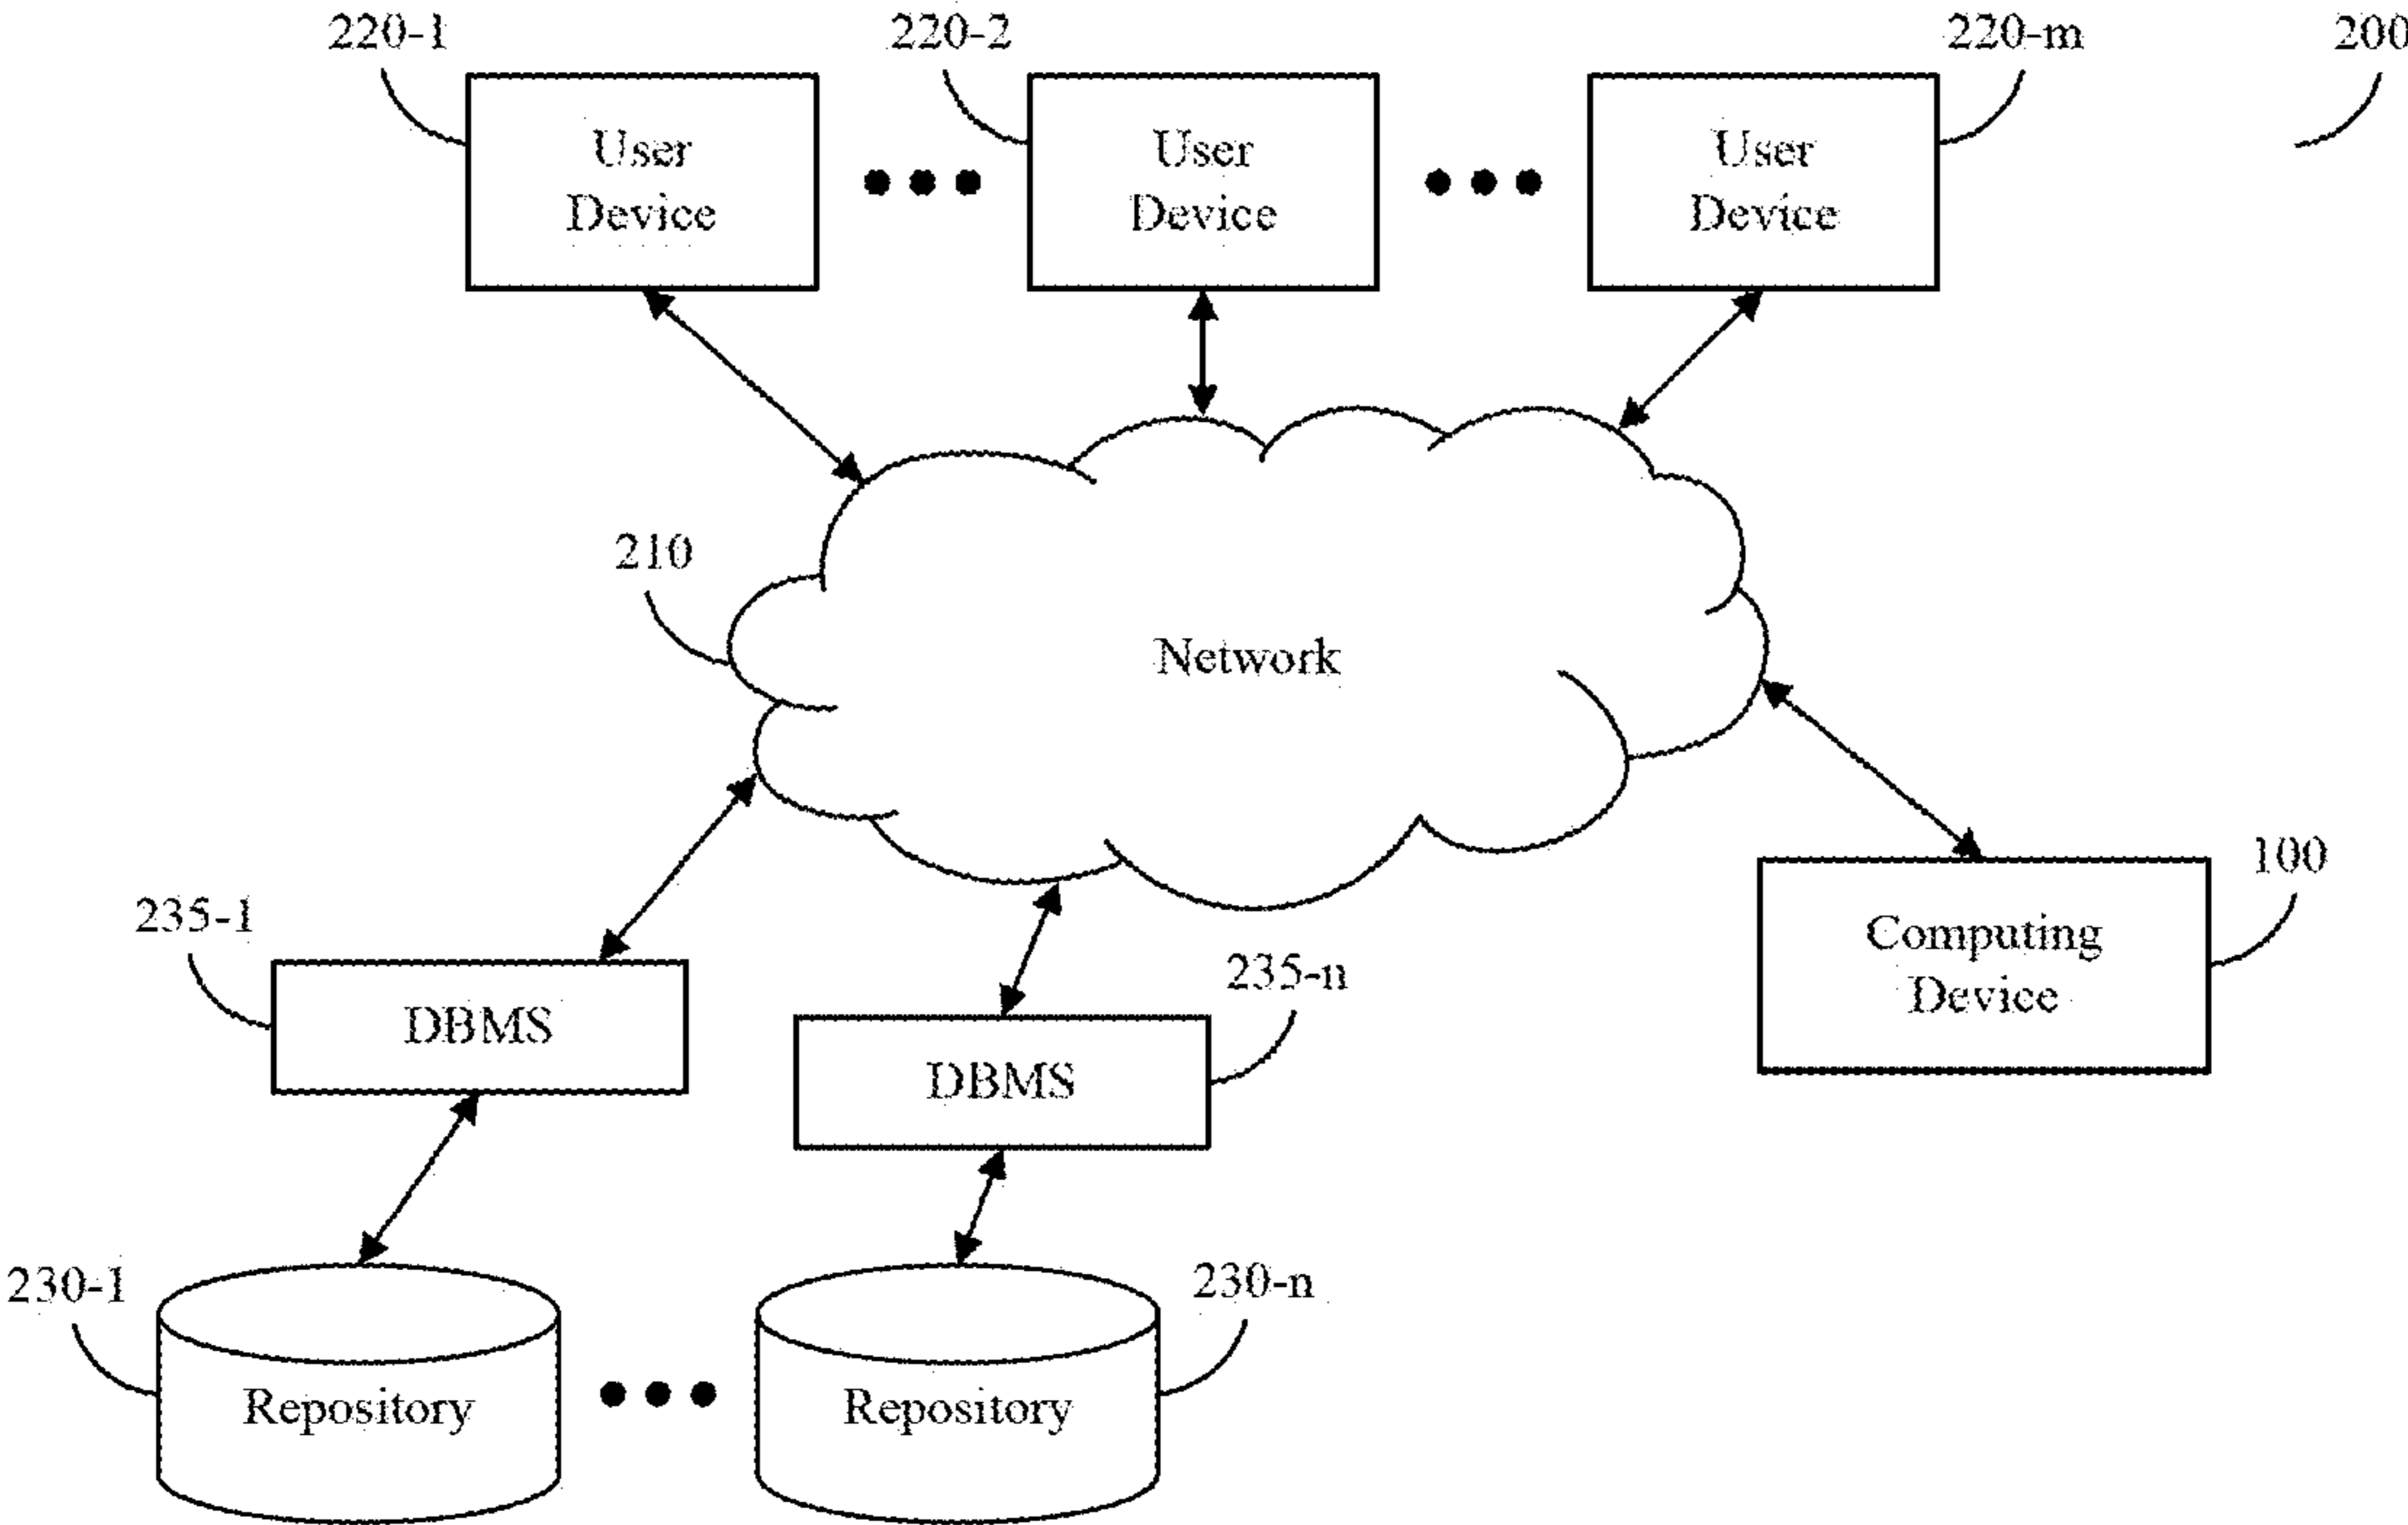 220-1
220-2
220-m
200
User
Device
User
Device
User
Device
210
Network
100
Computing
Device
235-1
DBMS
235-n
DBMS
230-1
Repository
230-n
Repository